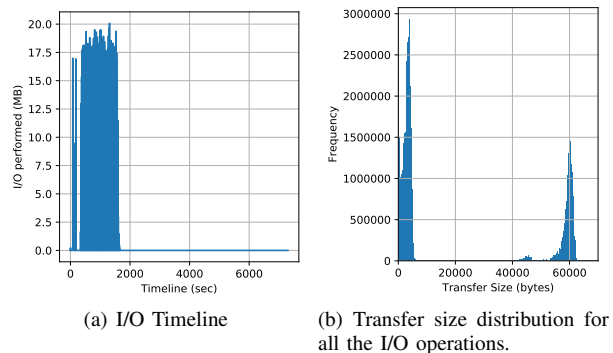 20.0
17.5
15.0
12.5
10.0
7.5
5.0
2.5
0.0
I/O performed (MB)
0 2000 4000 6000
Timeline (sec)
(a) I/O Timeline
3000000
2500000
2000000
1500000
1000000
500000
0
Frequency
0 20000 40000 60000
Transfer Size (bytes)
(b) Transfer size distribution for
all the I/O operations.